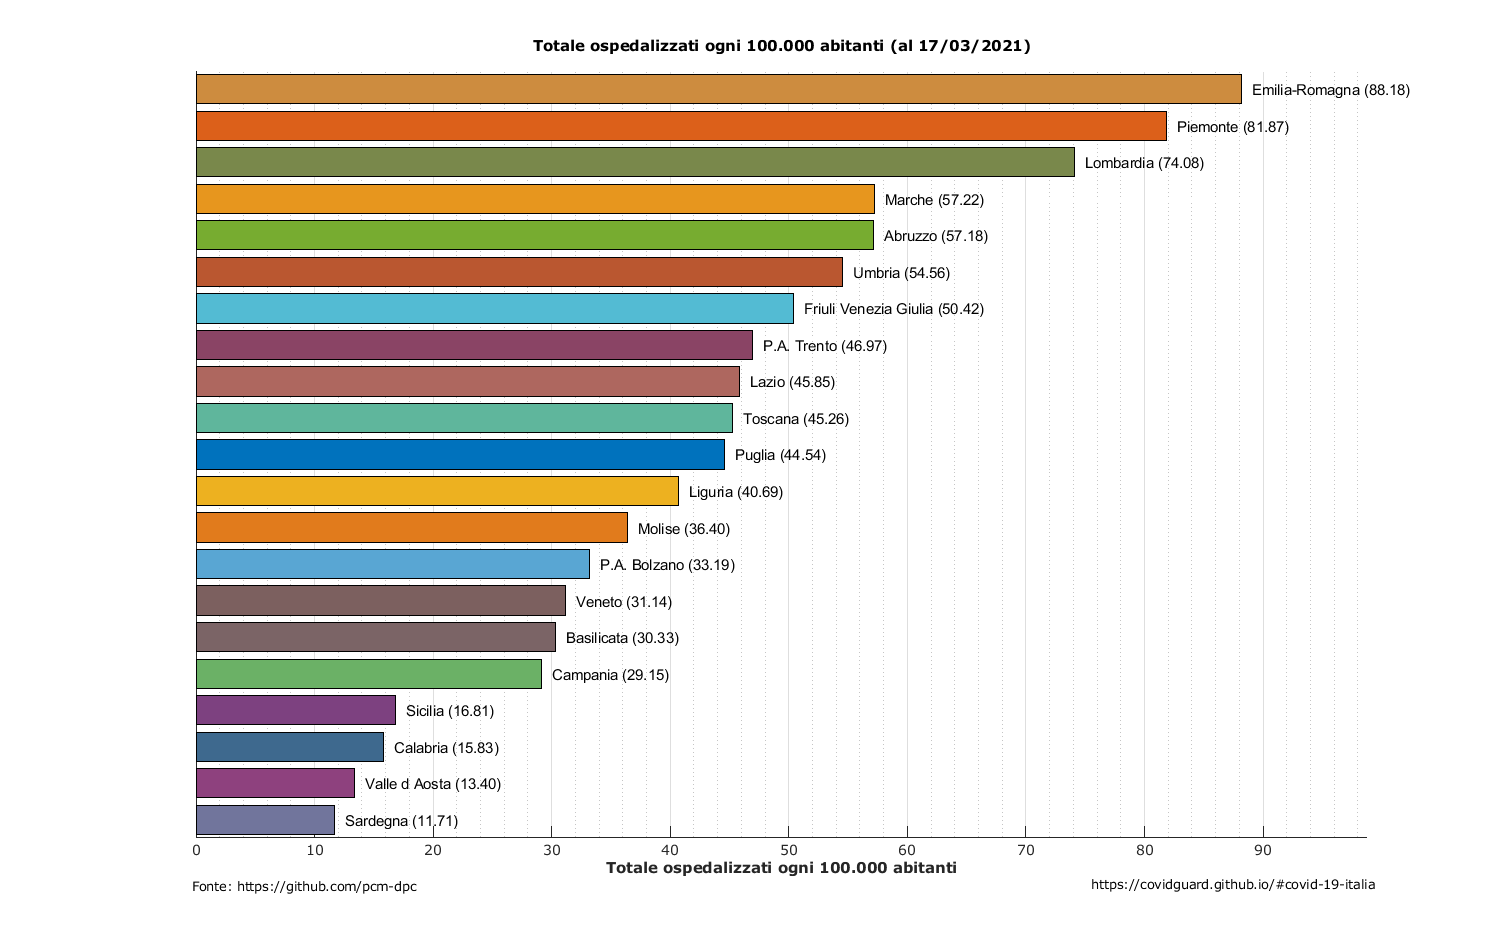 Totale ospedalizzati ogni 100.000 abitanti (al 17/03/2021)
Emilia-Romagna (88.18)
Piemonte (81.87)
Lombardia (74.08)
Marche (57.22)
Abruzzo (57.18)
Umbria (54.56)
Friuli Venezia Giulia (50.42)
P.A. Trento (46.97)
Lazio (45.85)
Toscana (45.26)
Puglia (44.54)
Liguria (40.69)
Molise (36.40)
P.A. Bolzano (33.19)
Veneto (31.14)
Basilicata (30.33)
Campania (29.15)
Sicilia (16.81)
Calabria (15.83)
Valle d Aosta (13.40)
Sardegna (11.71)
0 10 20 30 40 50 60 70 80 90
Totale ospedalizzati ogni 100.000 abitanti
Fonte: https://github.com/pcm-dpc
https://covidguard.github.io/#covid-19-italia